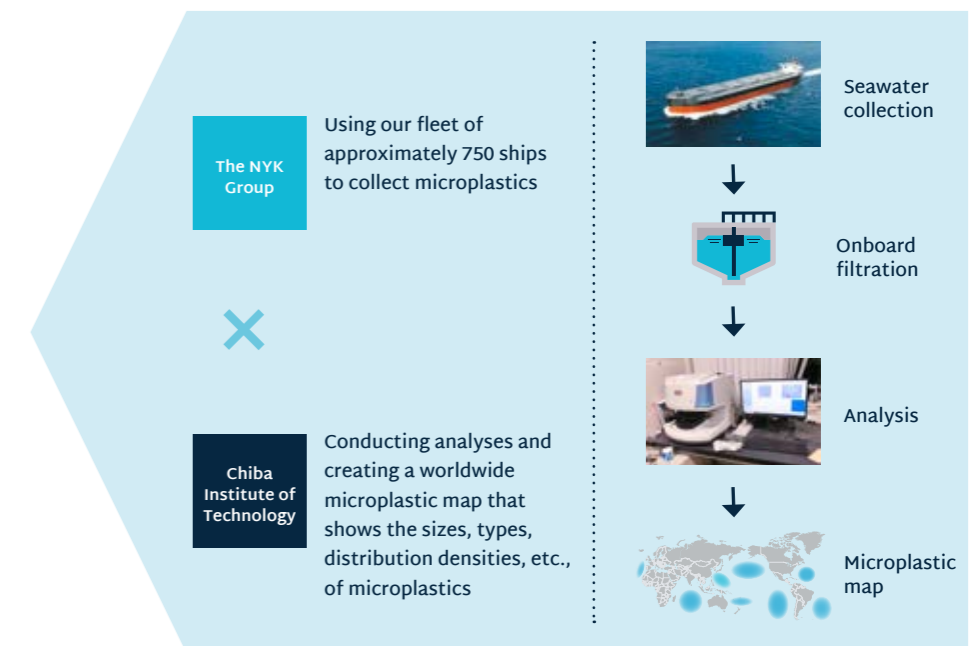 The NYK
Group
Using our fleet of
approximately 750 ships
to collect microplastics
Chiba
Institute of
Technology
Conducting analyses and
creating a worldwide
microplastic map that
shows the sizes, types,
distribution densities, etc.,
of microplastics
Seawater
collection
Onboard
filtration
Analysis
Microplastic
map